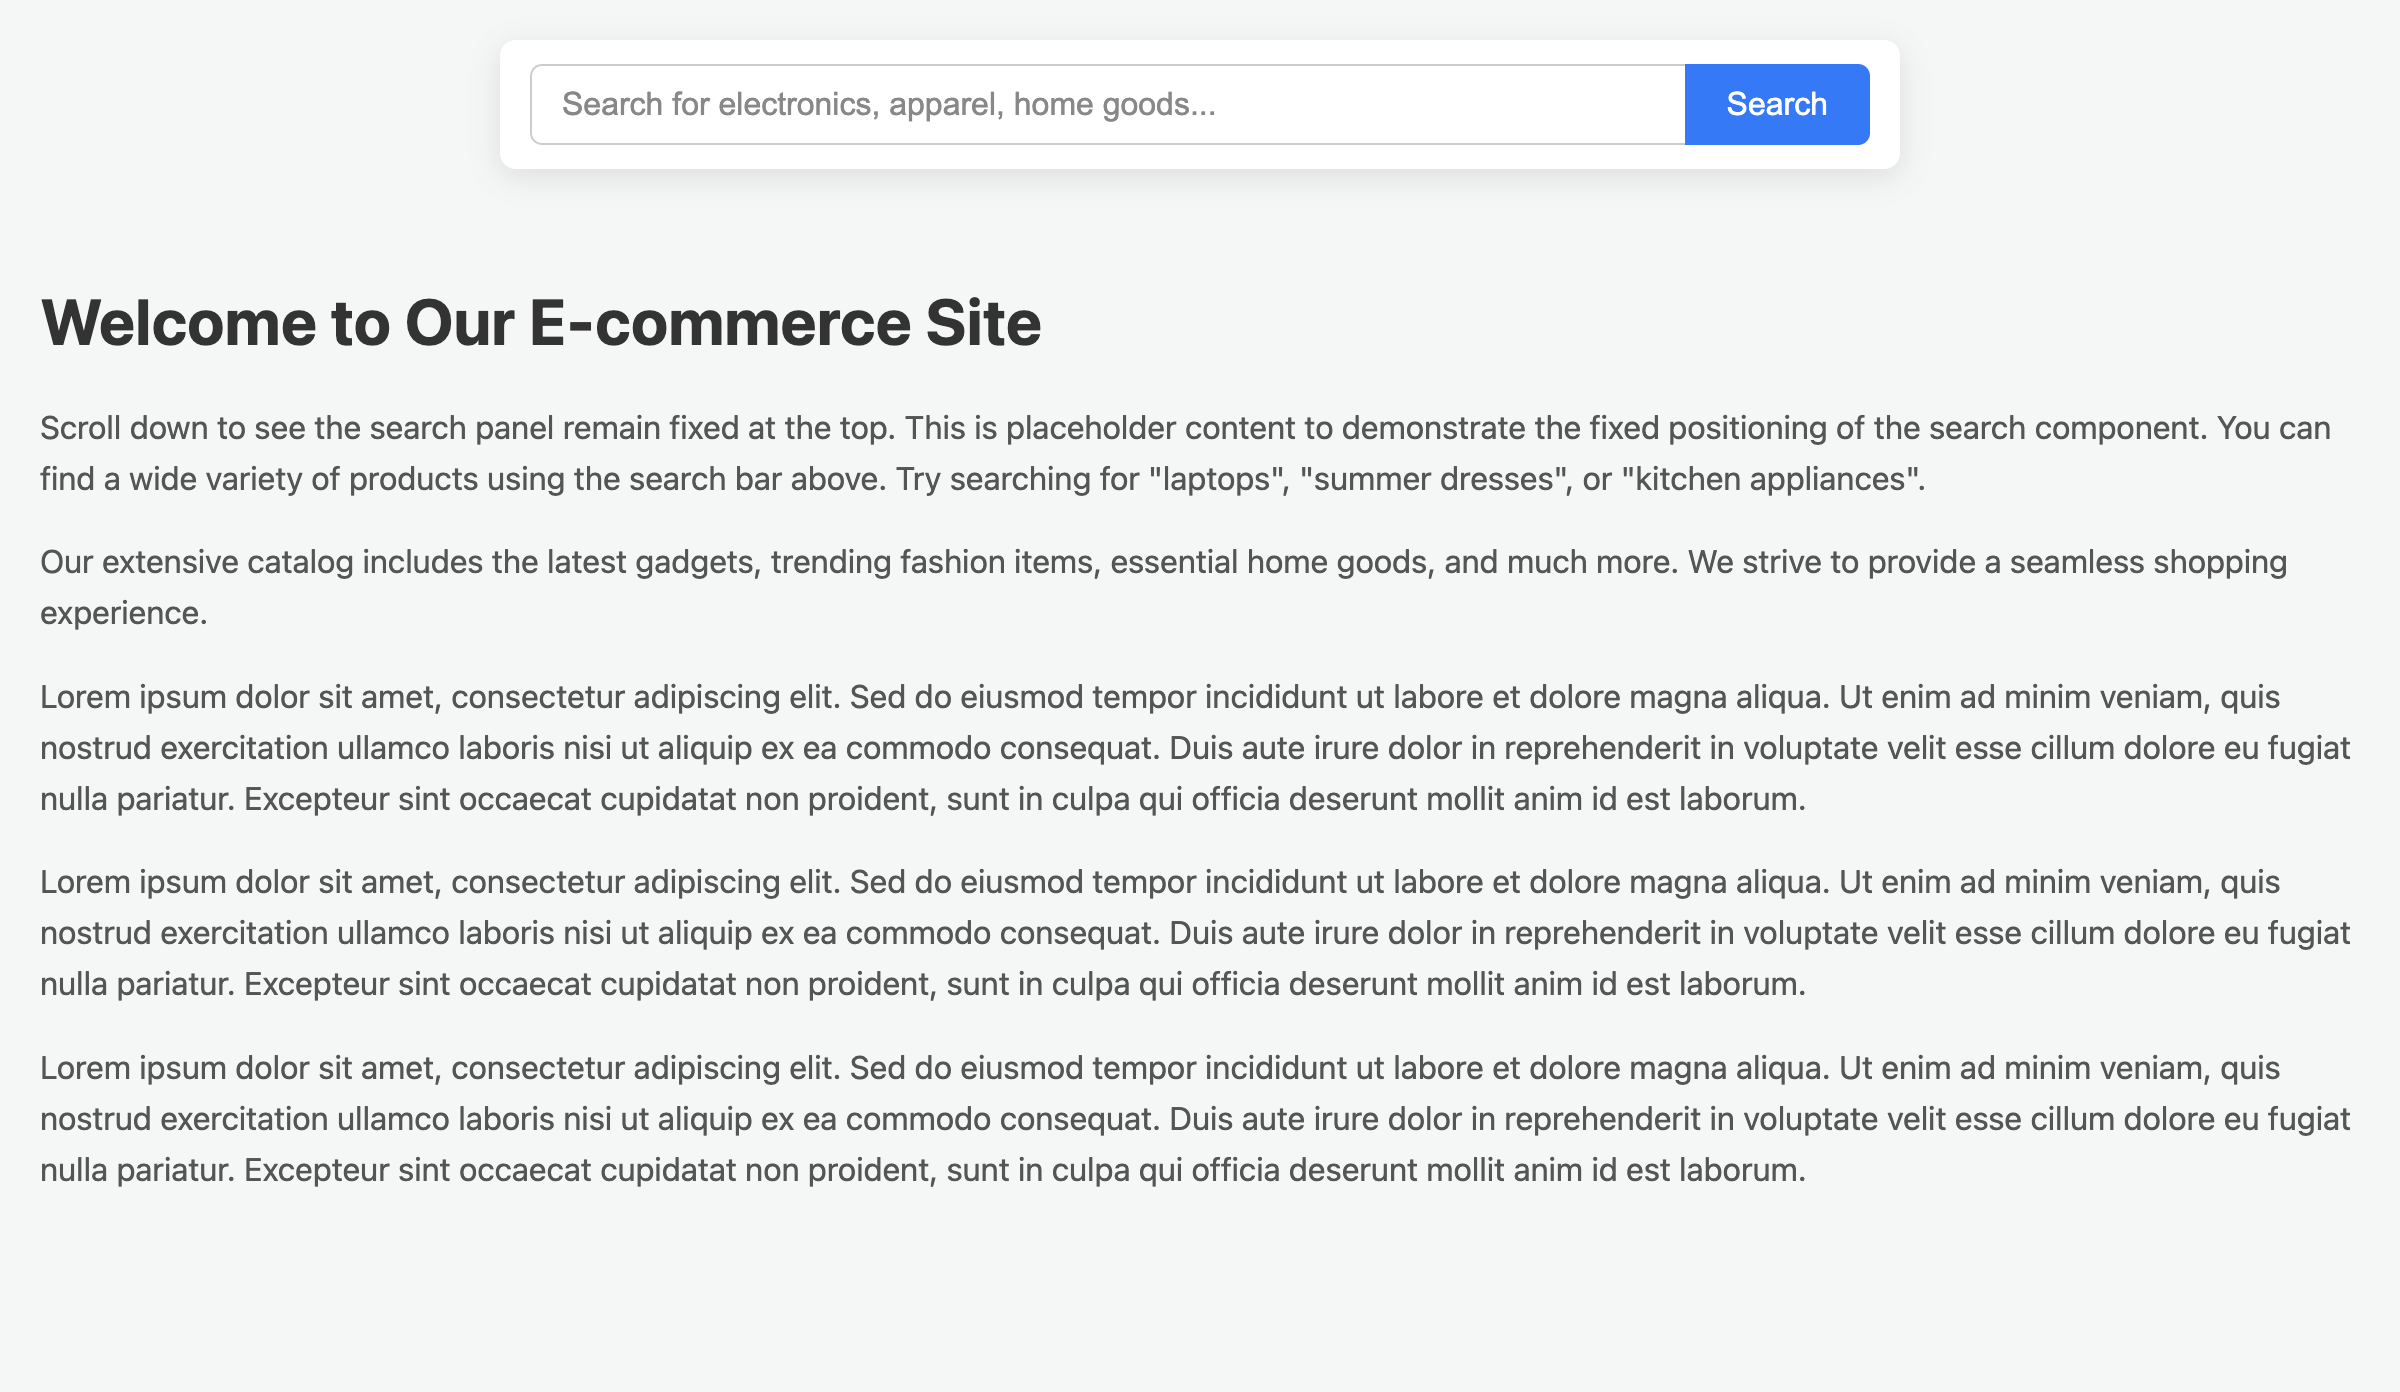 Search for electronics, apparel, home goods...
Search
Welcome to Our E-commerce Site
Scroll down to see the search panel remain fixed at the top. This is placeholder content to demonstrate the fixed positioning of the search component. You can
find a wide variety of products using the search bar above. Try searching for "laptops", "summer dresses", or "kitchen appliances".
Our extensive catalog includes the latest gadgets, trending fashion items, essential home goods, and much more. We strive to provide a seamless shopping
experience.
Lorem ipsum dolor sit amet, consectetur adipiscing elit. Sed do eiusmod tempor incididunt ut labore et dolore magna aliqua. Ut enim ad minim veniam, quis
nostrud exercitation ullamco laboris nisi ut aliquip ex ea commodo consequat. Duis aute irure dolor in reprehenderit in voluptate velit esse cillum dolore eu fugiat
nulla pariatur. Excepteur sint occaecat cupidatat non proident, sunt in culpa qui officia deserunt mollit anim id est laborum.
Lorem ipsum dolor sit amet, consectetur adipiscing elit. Sed do eiusmod tempor incididunt ut labore et dolore magna aliqua. Ut enim ad minim veniam, quis
nostrud exercitation ullamco laboris nisi ut aliquip ex ea commodo consequat. Duis aute irure dolor in reprehenderit in voluptate velit esse cillum dolore eu fugiat
nulla pariatur. Excepteur sint occaecat cupidatat non proident, sunt in culpa qui officia deserunt mollit anim id est laborum.
Lorem ipsum dolor sit amet, consectetur adipiscing elit. Sed do eiusmod tempor incididunt ut labore et dolore magna aliqua. Ut enim ad minim veniam, quis
nostrud exercitation ullamco laboris nisi ut aliquip ex ea commodo consequat. Duis aute irure dolor in reprehenderit in voluptate velit esse cillum dolore eu fugiat
nulla pariatur. Excepteur sint occaecat cupidatat non proident, sunt in culpa qui officia deserunt mollit anim id est laborum.